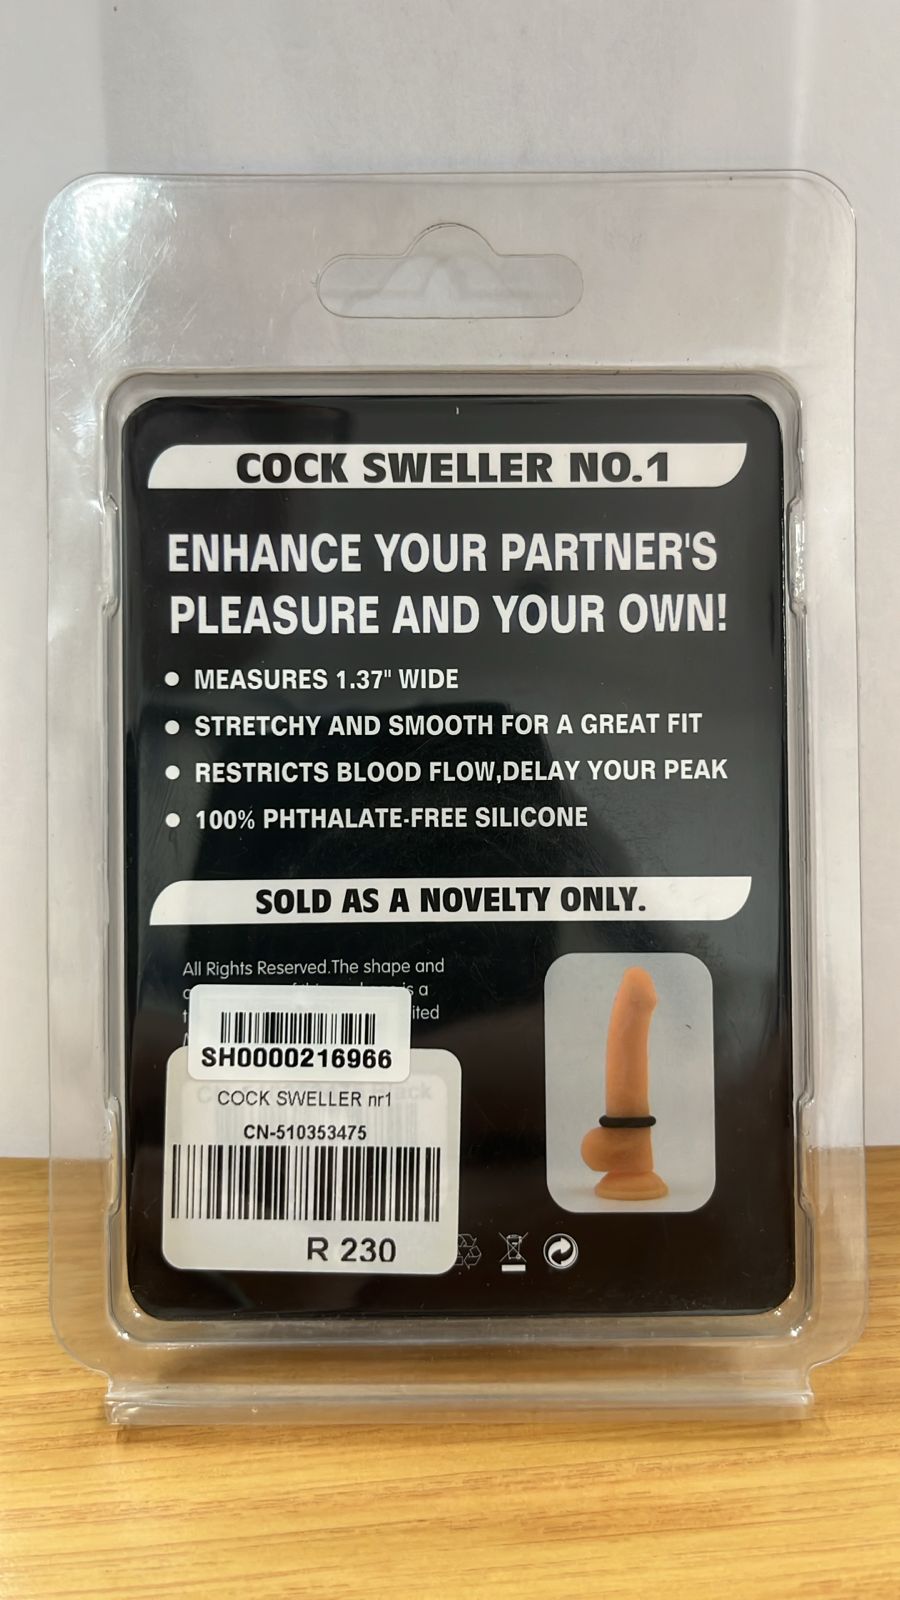 COCK SWELLER NO.1
ENHANCE YOUR PARTNER'S
PLEASURE AND YOUR OWN!
MEASURES 1.37" WIDE
STRETCHY AND SMOOTH FOR A GREAT FIT
RESTRICTS BLOOD FLOW,DELAY YOUR PEAK
100% PHTHALATE-FREE SILICONE
SOLD AS A NOVELTY ONLY.
All Rights Reserved.The shape and
is a
SH0000216966
COCK SWELLER nr1
CN-510353475
R 230